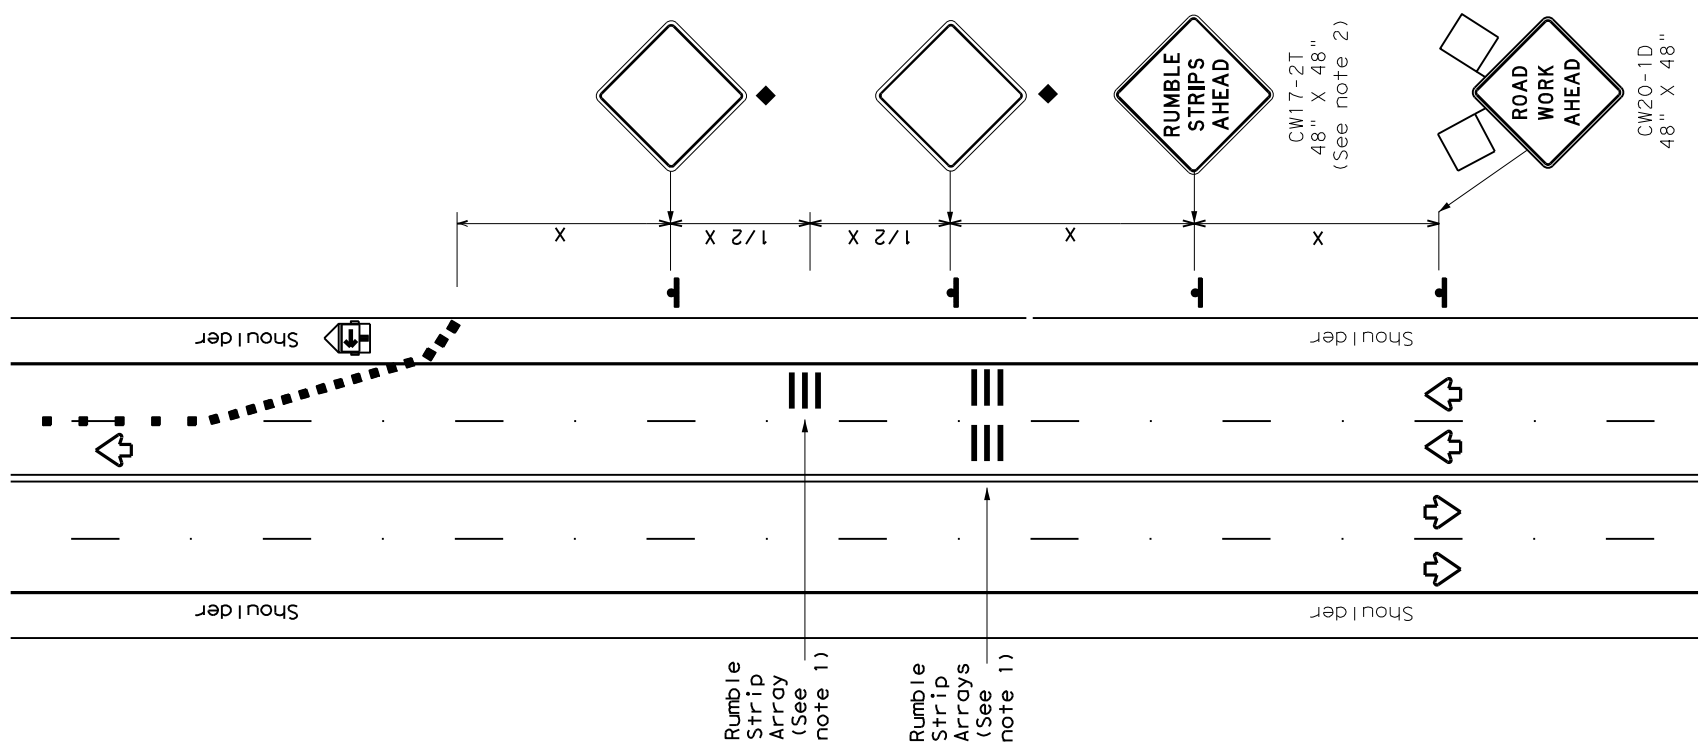 RUMBLE
STRIPS
AHEAD
CW17-2T
48" X 48"
(See note 2)
ROAD
WORK
AHEAD
CW20-1D
48" X 48"
X
1/2 X
1/2 X
X
X
Shoulder
Shoulder
Shoulder
Shoulder
Rumble
Strip
Array
(See
note 1)
Rumble
Strip
Arrays
(See
note 1)